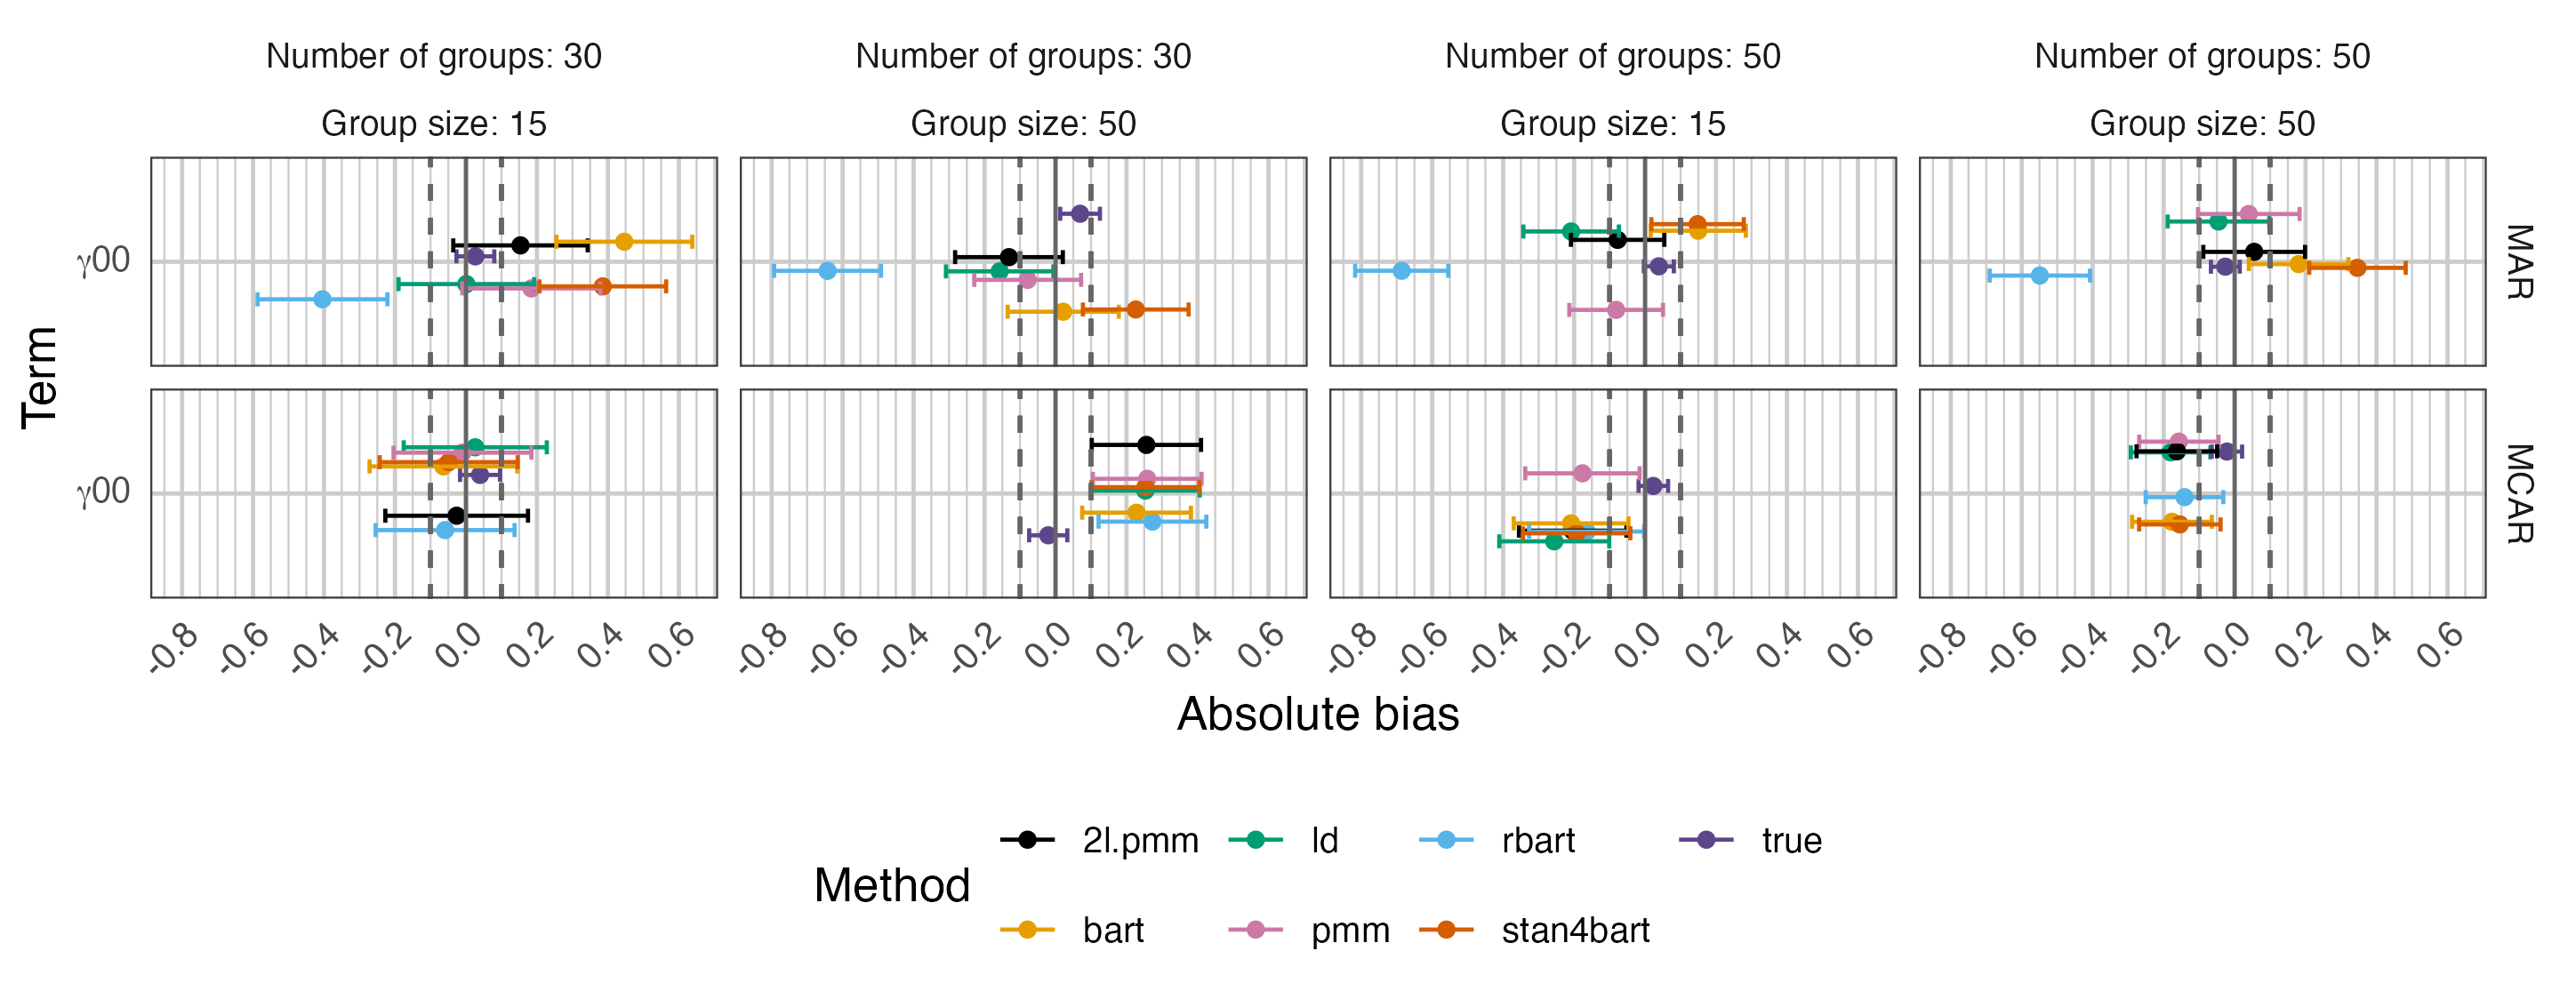 Number of groups: 30 Number of groups: 30 Number of groups: 50 Number of groups: 50
Group size: 15 Group size: 50 Group size: 15 Group size: 50
γ00 MAR
Term
γ00 MCAR
-0.8 -0.6 -0.4 -0.2 0.0 0.2 0.4 0.6 -0.8 -0.6 -0.4 -0.2 0.0 0.2 0.4 0.6 -0.8 -0.6 -0.4 -0.2 0.0 0.2 0.4 0.6 -0.8 -0.6 -0.4 -0.2 0.0 0.2 0.4 0.6
Absolute bias
Method
2l.pmm ld rbart true
bart pmm stan4bart